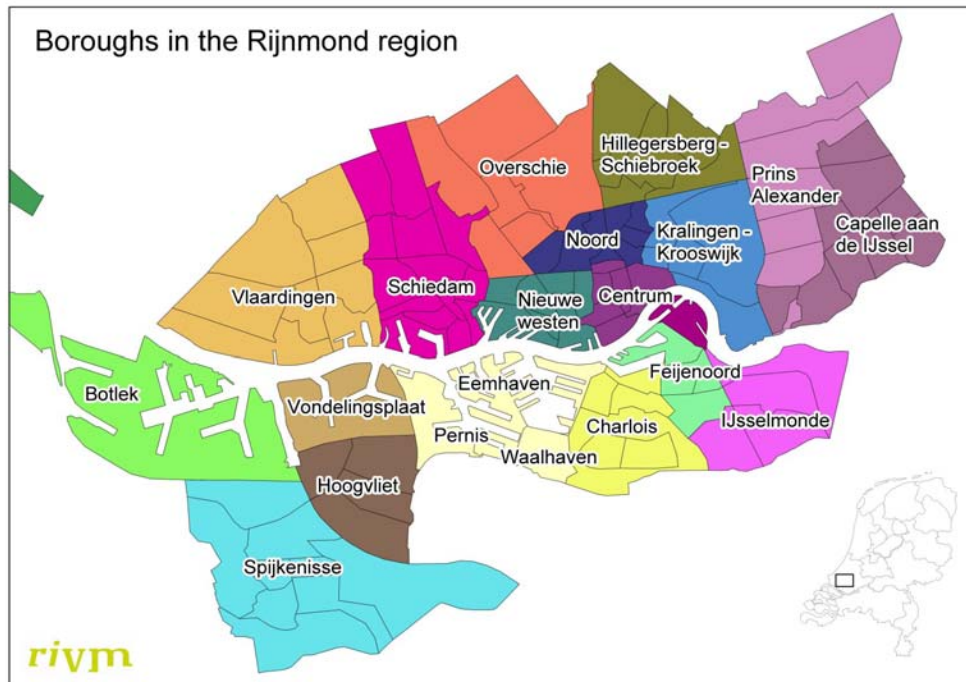 Boroughs in the Rijnmond region
Hillegersberg -
Schiebroek
Overschie
Prins
Alexander
Capelle aan
de IJssel
Noord
Kralingen -
Krooswijk
Vlaardingen
Schiedam
Nieuwe
westen
Centrum
Botlek
Vondelingsplaat
Eemhaven
Feijenoord
Pernis
Charlois
IJsselmonde
Waalhaven
Hoogvliet
Spijkenisse
rivm